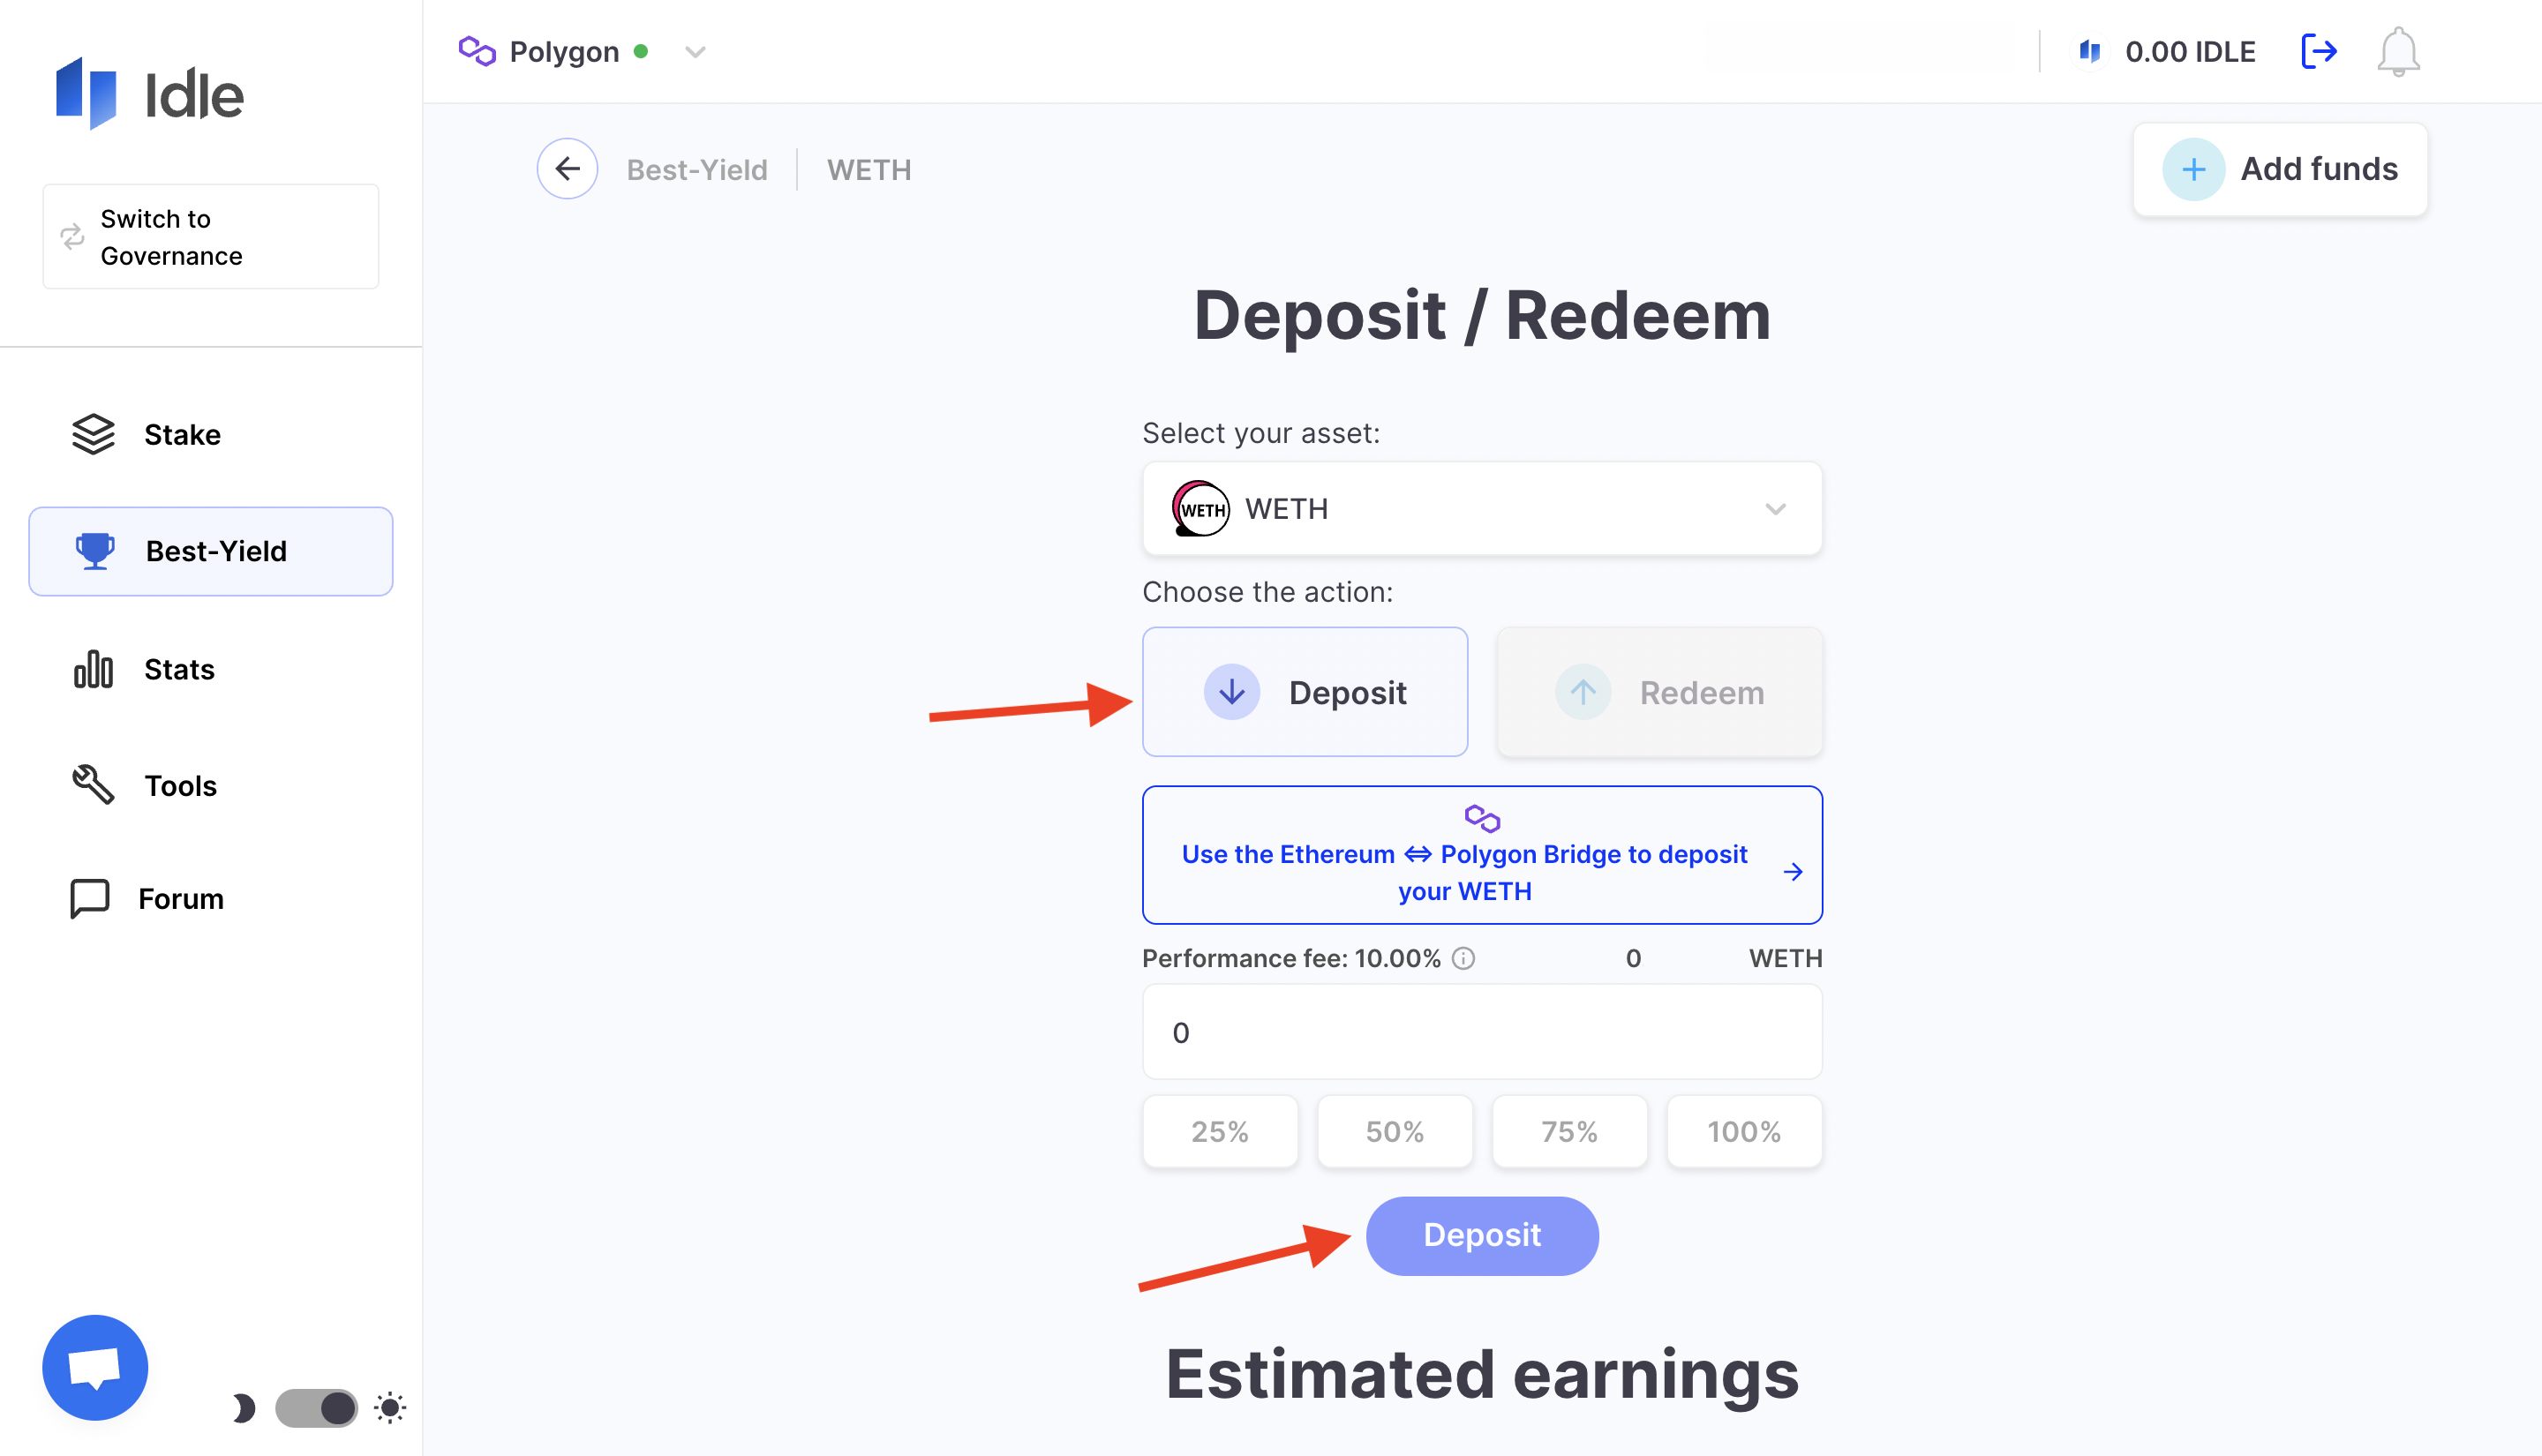 Idle
Switch to
Governance
Stake
Best-Yield
Stats
Tools
Forum
Polygon
0.00 IDLE
Best-Yield
WETH
Add funds
Deposit / Redeem
Select your asset:
WETH WETH
Choose the action:
Deposit
Redeem
Use the Ethereum ⇔ Polygon Bridge to deposit
your WETH
Performance fee: 10.00% 0 WETH
0
25% 50% 75% 100%
Deposit
Estimated earnings